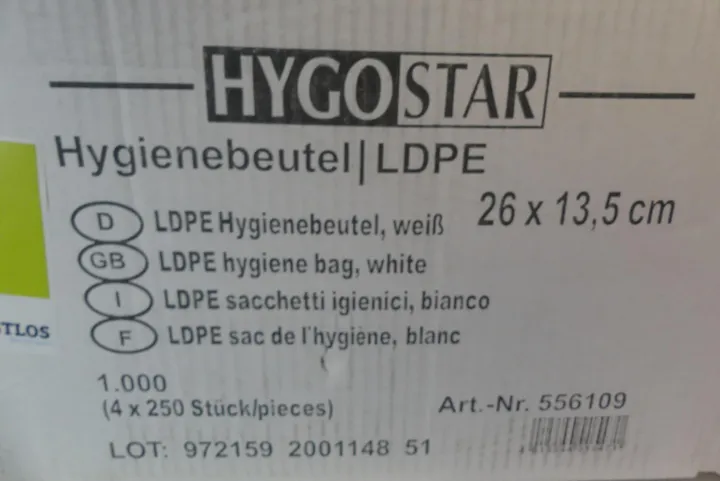 HYGOSTAR
Hygienebeutel|LDPE
26 x 13,5 cm
D LDPE Hygienebeutel, weiß
GB LDPE hygiene bag, white
I LDPE sacchetti igienici, bianco
F LDPE sac de l'hygiène, blanc
TLOS
1.000
(4 x 250 Stück/pieces)
Art.-Nr. 556109
LOT: 972159 2001148 51